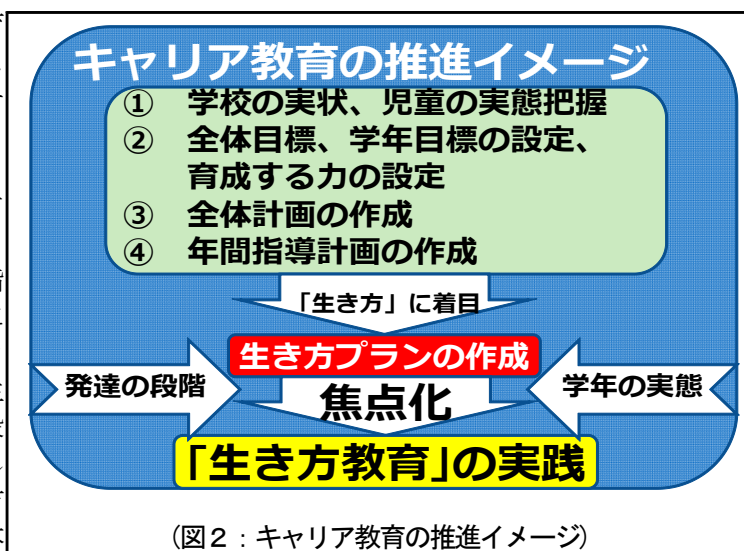 キャリア教育の推進イメージ
① 学校の実状、児童の実態把握
② 全体目標、学年目標の設定、
育成する力の設定
③ 全体計画の作成
④ 年間指導計画の作成
「生き方」に着目
生き方プランの作成
発達の段階
焦点化
学年の実態
「生き方教育」の実践
（図２：キャリア教育の推進イメージ）